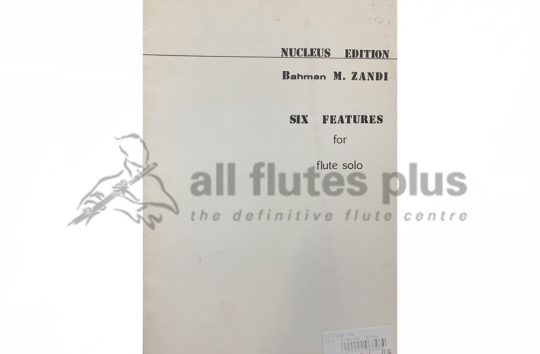 NUCLEUS EDITION
Bahman M. ZANDI
SIX FEATURES
for
flute solo
all flutes plus
the definitive flute centre